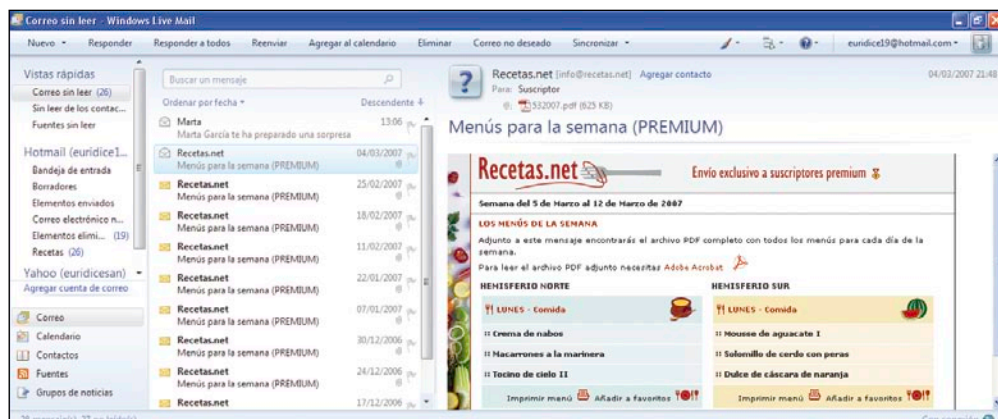 Correo sin leer - Windows Live Mail
Nuevo Responder Responder a todos Reenviar Agregar al calendario Eliminar Correo no deseado Sincronizar euridice19@hotmail.com
Vistas rápidas
Correo sin leer (26)
Sin leer de los contac...
Fuentes sin leer
Hotmail (euridice1...
Bandeja de entrada
Borradores
Elementos enviados
Correo electrónico n...
Elementos elimi... (19)
Recetas (26)
Yahoo (euridicesan)
Agregar cuenta de correo
Correo
Calendario
Contactos
Fuentes
Grupos de noticias
Buscar un mensaje
Ordenar por fecha Descendente
Marta 13:06
Marta García te ha preparado una sorpresa
Recetas.net 04/03/2007
Menús para la semana (PREMIUM)
Recetas.net 25/02/2007
Menús para la semana (PREMIUM)
Recetas.net 18/02/2007
Menús para la semana (PREMIUM)
Recetas.net 11/02/2007
Menús para la semana (PREMIUM)
Recetas.net 22/01/2007
Menús para la semana (PREMIUM)
Recetas.net 07/01/2007
Menús para la semana (PREMIUM)
Recetas.net 30/12/2006
Menús para la semana (PREMIUM)
Recetas.net 24/12/2006
Menús para la semana (PREMIUM)
Recetas.net 17/12/2006
Recetas.net [info@recetas.net] Agregar contacto 04/03/2007 21:48
Para: Suscriptor
532007.pdf (625 KB)
Menús para la semana (PREMIUM)
Recetas.net Envío exclusivo a suscriptores premium
Semana del 5 de Marzo al 12 de Marzo de 2007
LOS MENÚS DE LA SEMANA
Adjunto a este mensaje encontrarás el archivo PDF completo con todos los menús para cada día de la
semana.
Para leer el archivo PDF adjunto necesitas Adobe Acrobat
HEMISFERIO NORTE
LUNES - Comida
:: Crema de nabos
:: Macarrones a la marinera
:: Tocino de cielo II
Imprimir menú Añadir a favoritos
HEMISFERIO SUR
LUNES - Comida
:: Mousse de aguacate I
:: Solomillo de cerdo con peras
:: Dulce de cáscara de naranja
Imprimir menú Añadir a favoritos